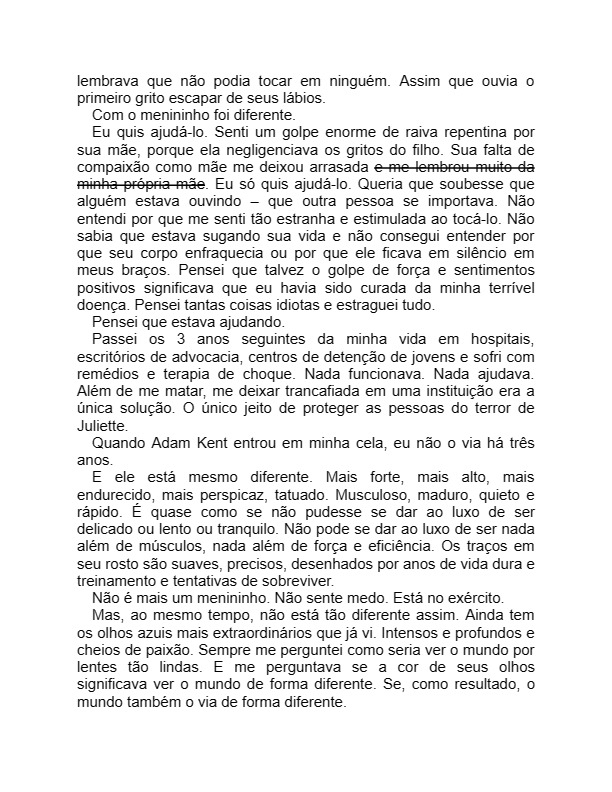 lembrava que não podia tocar em ninguém. Assim que ouvia o
primeiro grito escapar de seus lábios.
Com o menininho foi diferente.
Eu quis ajudá-lo. Senti um golpe enorme de raiva repentina por
sua mãe, porque ela negligenciava os gritos do filho. Sua falta de
compaixão como mãe me deixou arrasada e me lembrou muito da
minha própria mãe. Eu só quis ajudá-lo. Queria que soubesse que
alguém estava ouvindo – que outra pessoa se importava. Não
entendi por que me senti tão estranha e estimulada ao tocá-lo. Não
sabia que estava sugando sua vida e não consegui entender por
que seu corpo enfraquecia ou por que ele ficava em silêncio em
meus braços. Pensei que talvez o golpe de força e sentimentos
positivos significava que eu havia sido curada da minha terrível
doença. Pensei tantas coisas idiotas e estraguei tudo.
Pensei que estava ajudando.
Passei os 3 anos seguintes da minha vida em hospitais,
escritórios de advocacia, centros de detenção de jovens e sofri com
remédios e terapia de choque. Nada funcionava. Nada ajudava.
Além de me matar, me deixar trancafiada em uma instituição era a
única solução. O único jeito de proteger as pessoas do terror de
Juliette.
Quando Adam Kent entrou em minha cela, eu não o via há três
anos.
E ele está mesmo diferente. Mais forte, mais alto, mais
endurecido, mais perspicaz, tatuado. Musculoso, maduro, quieto e
rápido. É quase como se não pudesse se dar ao luxo de ser
delicado ou lento ou tranquilo. Não pode se dar ao luxo de ser nada
além de músculos, nada além de força e eficiência. Os traços em
seu rosto são suaves, precisos, desenhados por anos de vida dura e
treinamento e tentativas de sobreviver.
Não é mais um menininho. Não sente medo. Está no exército.
Mas, ao mesmo tempo, não está tão diferente assim. Ainda tem
os olhos azuis mais extraordinários que já vi. Intensos e profundos e
cheios de paixão. Sempre me perguntei como seria ver o mundo por
lentes tão lindas. E me perguntava se a cor de seus olhos
significava ver o mundo de forma diferente. Se, como resultado, o
mundo também o via de forma diferente.